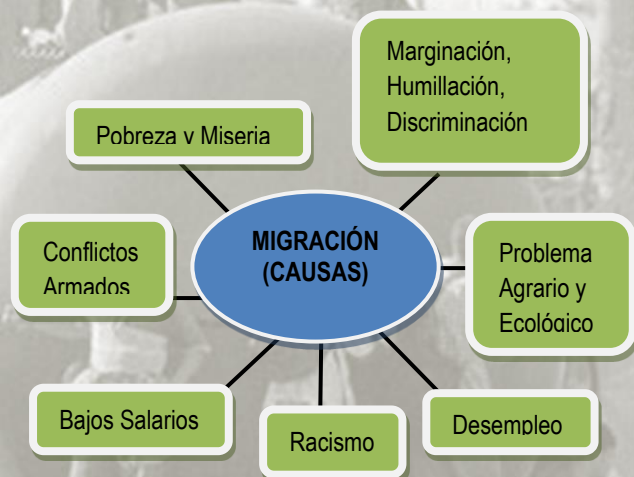 Marginación,
Humillación,
Discriminación
Pobreza y Miseria
MIGRACIÓN
(CAUSAS)
Conflictos
Armados
Problema
Agrario y
Ecológico
Bajos Salarios
Racismo
Desempleo